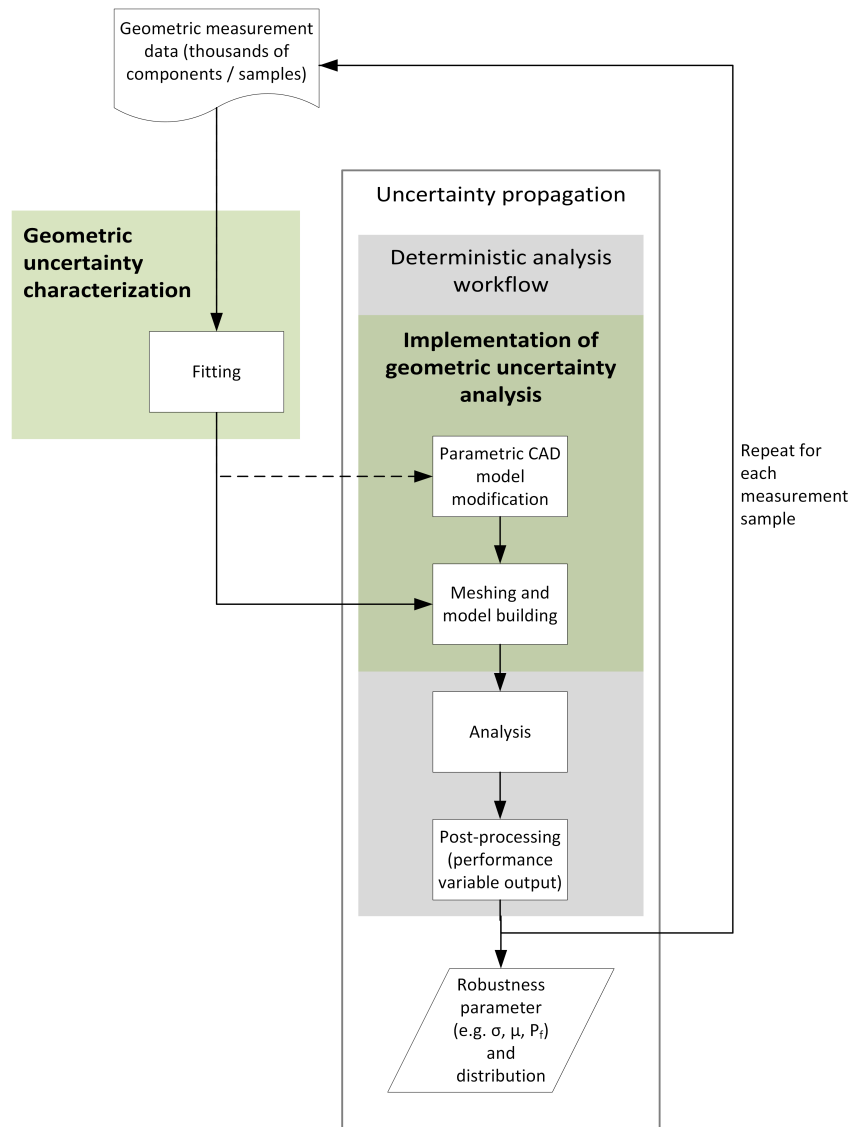 Geometric measurement
data (thousands of
components / samples)
Uncertainty propagation
Geometric
uncertainty
characterization
Deterministic analysis
workflow
Implementation of
geometric uncertainty
analysis
Fitting
Parametric CAD
model
modification
Repeat for
each
measurement
sample
Meshing and
model building
Analysis
Post-processing
(performance
variable output)
Robustness
parameter
(e.g. σ, μ, Pf)
and
distribution